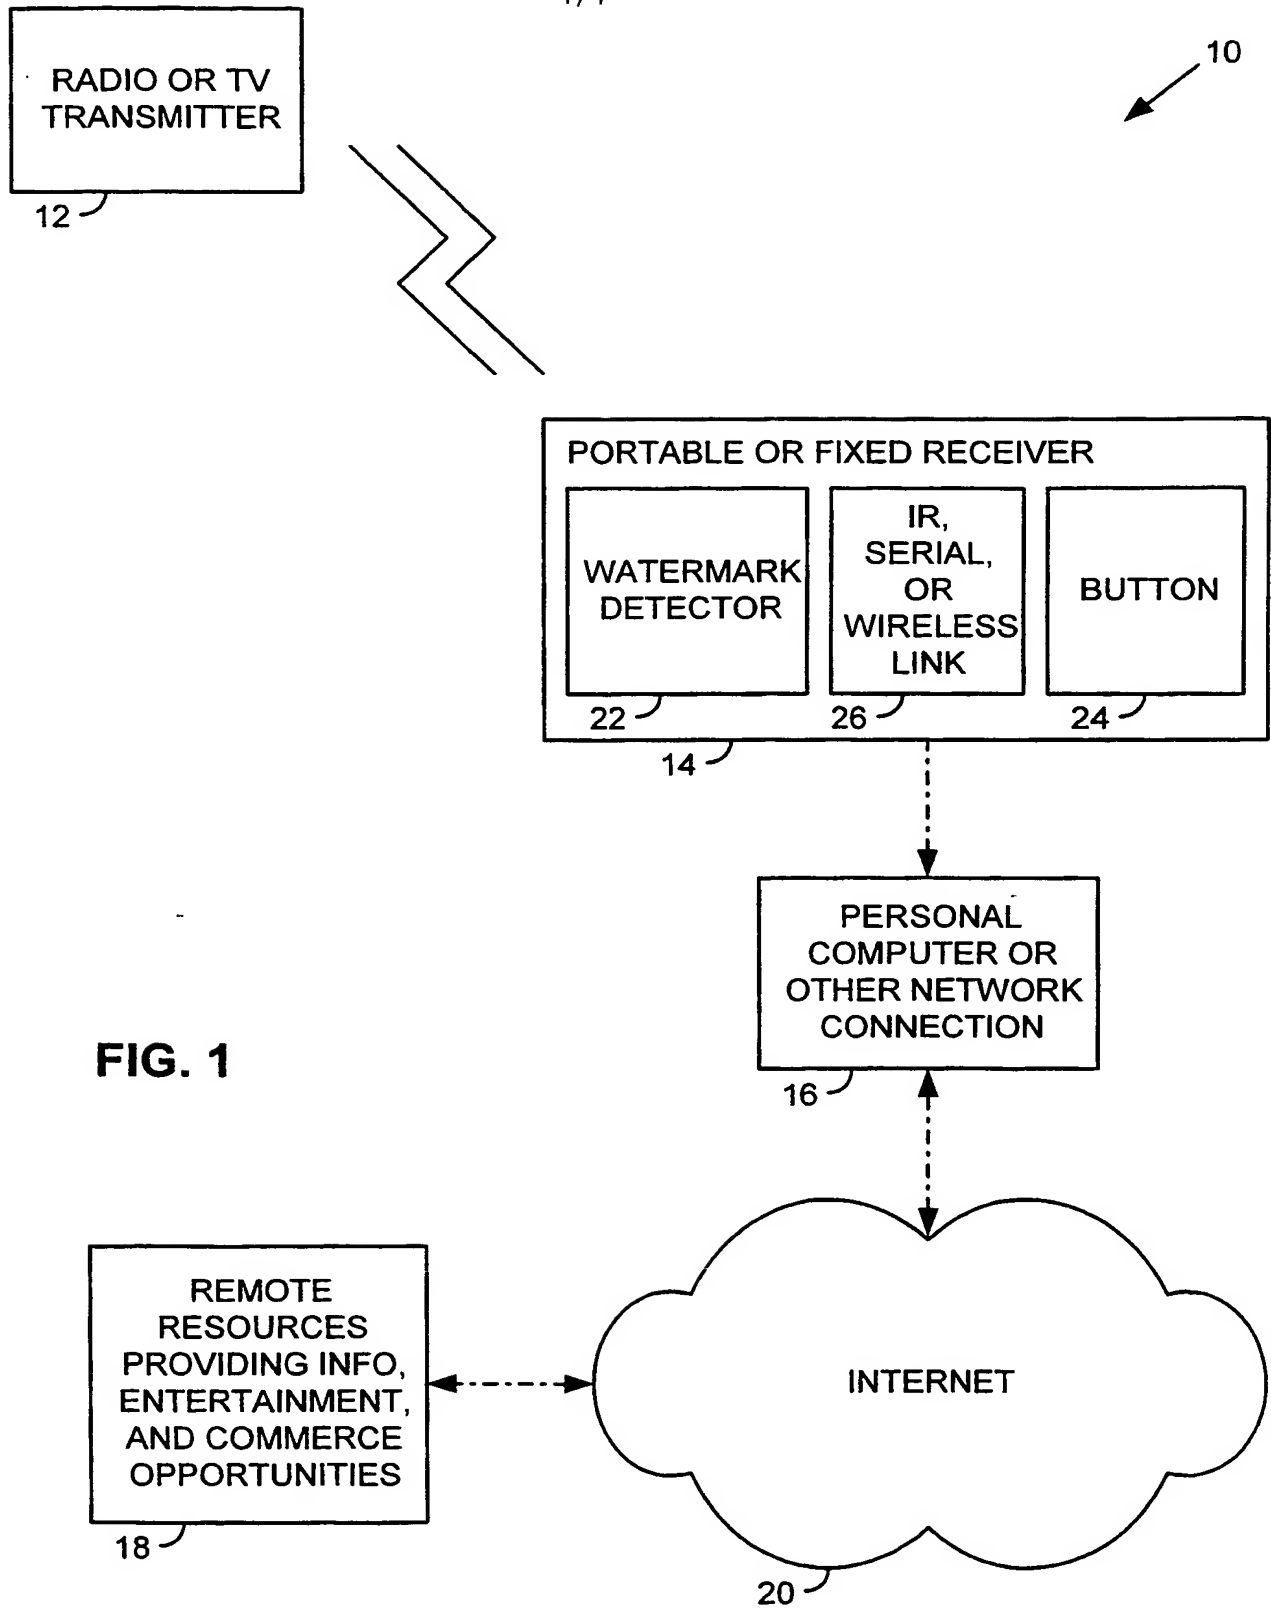 10
RADIO OR TV
TRANSMITTER
12
PORTABLE OR FIXED RECEIVER
WATERMARK
DETECTOR
22
IR,
SERIAL,
OR
WIRELESS
LINK
26
BUTTON
24
14
PERSONAL
COMPUTER OR
OTHER NETWORK
CONNECTION
16
FIG. 1
REMOTE
RESOURCES
PROVIDING INFO,
ENTERTAINMENT,
AND COMMERCE
OPPORTUNITIES
18
INTERNET
20